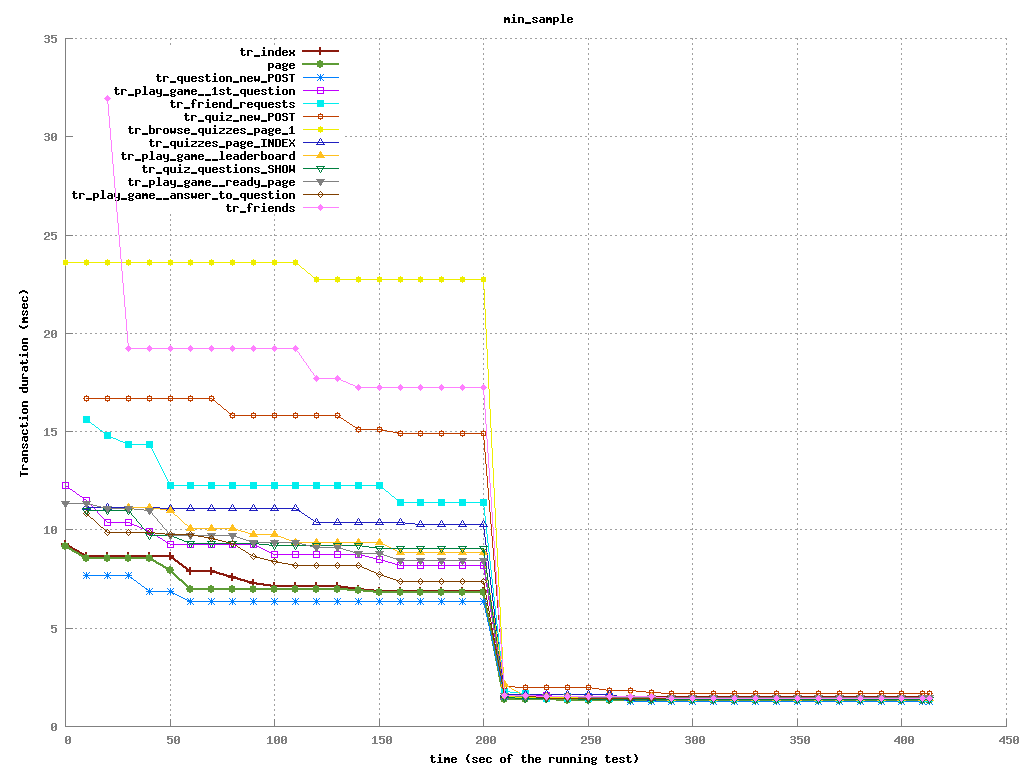 min_sample
35
30
25
20
15
10
5
0
Transaction duration (msec)
tr_index
page
tr_question_new_POST
tr_play_game__1st_question
tr_friend_requests
tr_quiz_new_POST
tr_browse_quizzes_page_1
tr_quizzes_page_INDEX
tr_play_game__leaderboard
tr_quiz_questions_SHOW
tr_play_game__ready_page
tr_play_game__answer_to_question
tr_friends
0 50 100 150 200 250 300 350 400 450
time (sec of the running test)